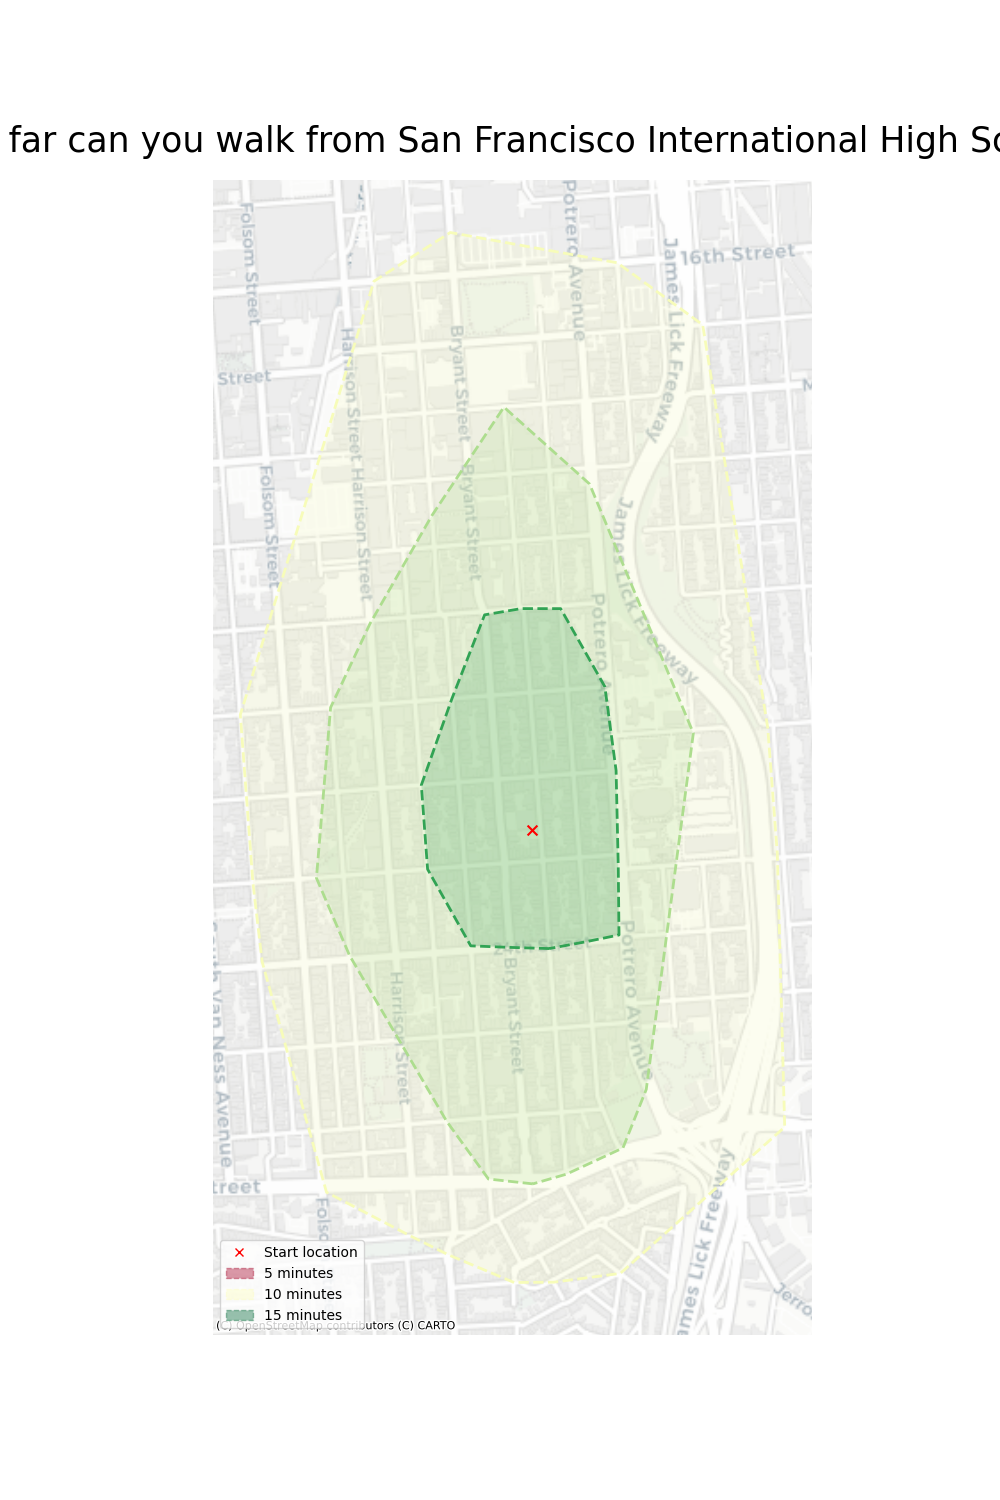 far can you walk from San Francisco International High Sc
Potrero Avenue
Folsom Street
James Lick Freeway
16th Street
Bryant Street
Harrison Street
Street
M
Folsom Street
Harrison Street
Bryant Street
James Lick Freeway
Potrero Avenue
24th Street
Potrero Avenue
Bryant Street
Harrison Street
South Van Ness Avenue
James Lick Freeway
treet
Folso
Jerro
Start location
5 minutes
10 minutes
15 minutes
(C) OpenStreetMap contributors (C) CARTO